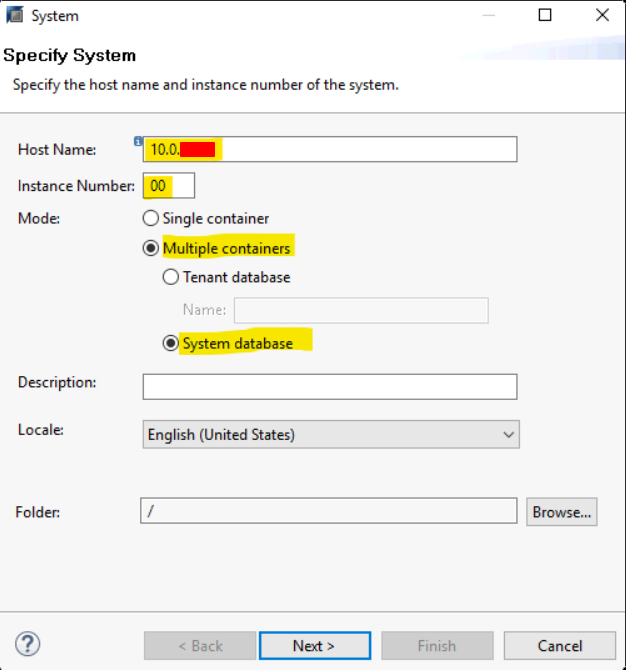 System
Specify System
Specify the host name and instance number of the system.
Host Name: 10.0.
Instance Number: 00
Mode: Single container
Multiple containers
Tenant database
Name:
System database
Description:
Locale: English (United States)
Folder: / Browse...
? < Back Next > Finish Cancel